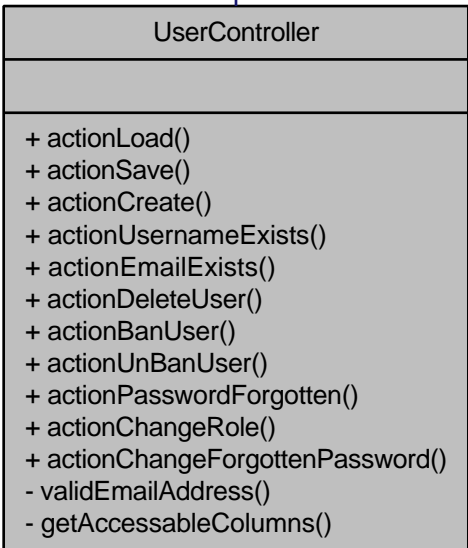 UserController
+ actionLoad()
+ actionSave()
+ actionCreate()
+ actionUsernameExists()
+ actionEmailExists()
+ actionDeleteUser()
+ actionBanUser()
+ actionUnBanUser()
+ actionPasswordForgotten()
+ actionChangeRole()
+ actionChangeForgottenPassword()
- validEmailAddress()
- getAccessableColumns()